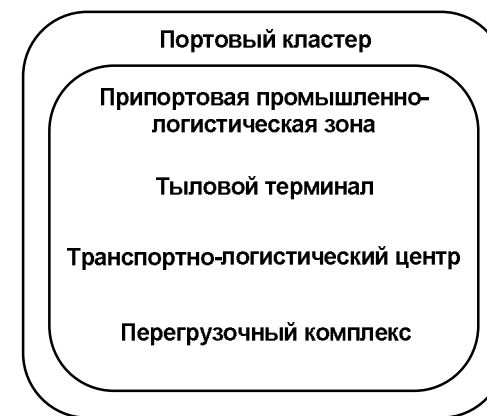 Портовый кластер
Припортовая промышленно-
логистическая зона
Тыловой терминал
Транспортно-логистический центр
Перегрузочный комплекс